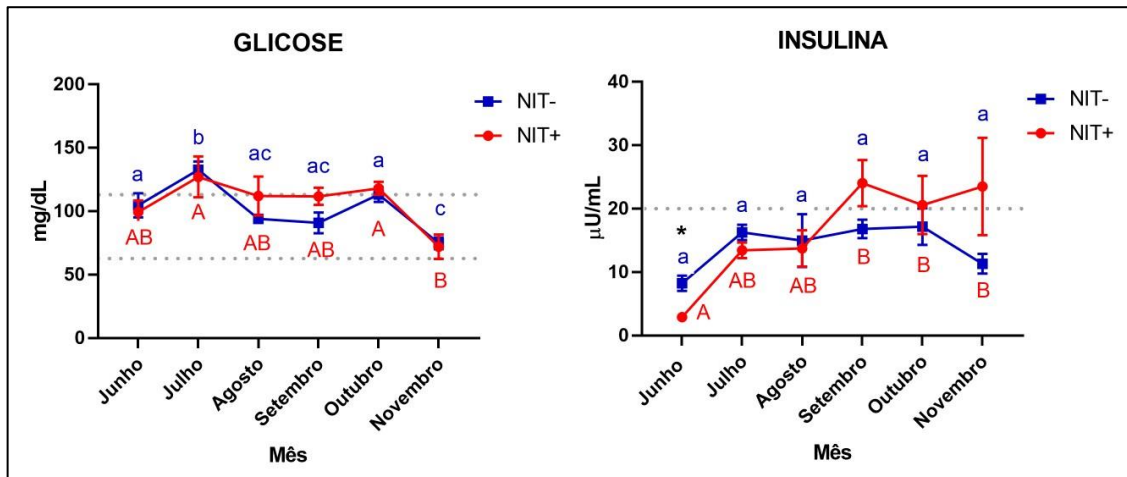 GLICOSE
200
150
100
50
0
mg/dL
NIT-
NIT+
a
b
ac
ac
a
c
AB
A
AB
AB
A
B
Junho
Julho
Agosto
Setembro
Outubro
Novembro
Mês
INSULINA
40
30
20
10
0
µU/mL
NIT-
NIT+
*
a
a
a
a
a
a
A
AB
AB
B
B
B
Junho
Julho
Agosto
Setembro
Outubro
Novembro
Mês